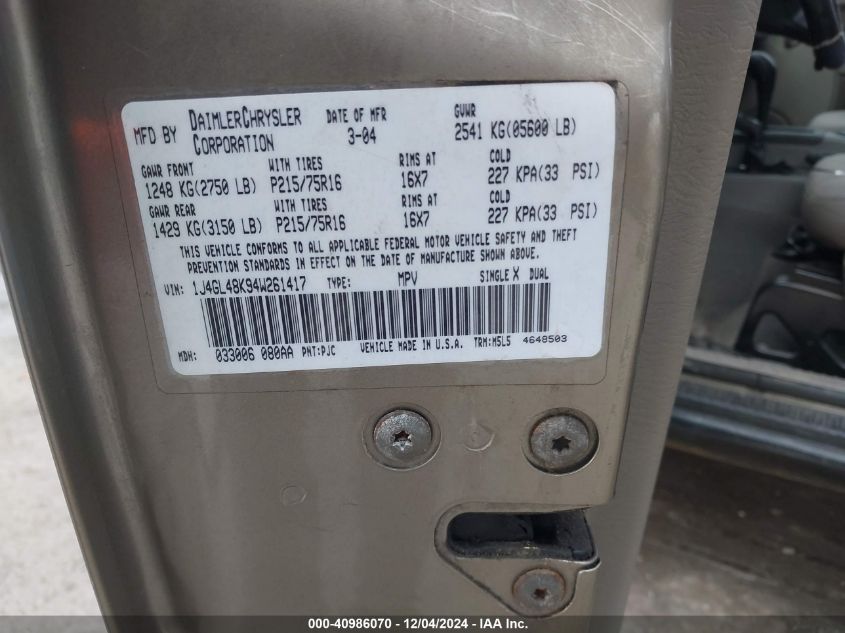 MFD BY DAIMLERCHRYSLER CORPORATION DATE OF MFR 3-04 GVWR 2541 KG(05600 LB)
GAWR FRONT WITH TIRES RIMS AT COLD
1248 KG(2750 LB) P215/75R16 16X7 227 KPA(33 PSI)
GAWR REAR WITH TIRES RIMS AT COLD
1429 KG(3150 LB) P215/75R16 16X7 227 KPA(33 PSI)
THIS VEHICLE CONFORMS TO ALL APPLICABLE FEDERAL MOTOR VEHICLE SAFETY AND THEFT
PREVENTION STANDARDS IN EFFECT ON THE DATE OF MANUFACTURE SHOWN ABOVE.
VIN: 1J4GL48K94W261417 TYPE: MPV SINGLE X DUAL
MDH: 033006 080AA PNT:PJC VEHICLE MADE IN U.S.A. TRM:M5L5 4648503
000-40986070 - 12/04/2024 - IAA Inc.